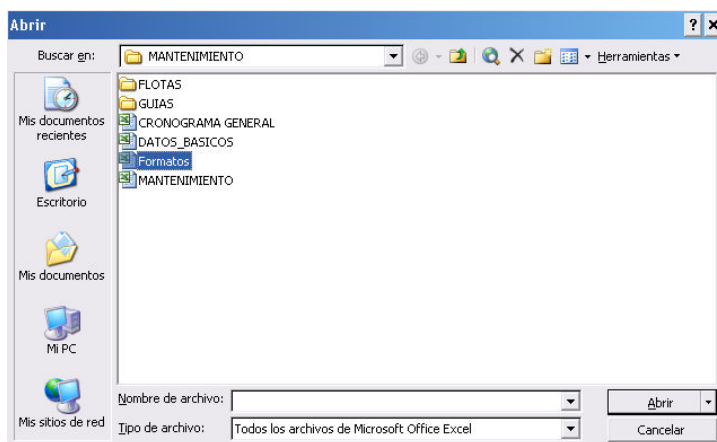 Abrir
Buscar en: MANTENIMIENTO Herramientas
FLOTAS
GUIAS
CRONOGRAMA GENERAL
DATOS_BASICOS
Formatos
MANTENIMIENTO
Mis documentos
recientes
Escritorio
Mis documentos
Mi PC
Mis sitios de red
Nombre de archivo: Abrir
Tipo de archivo: Todos los archivos de Microsoft Office Excel Cancelar